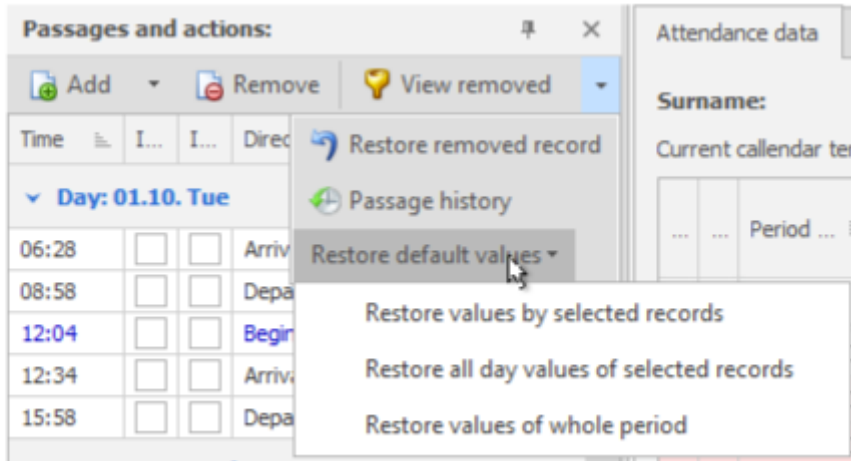 Passages and actions:
Attendance data
Add
Remove
View removed
Surname:
Time
I...
I...
Direc
Restore removed record
Current callendar ter
Day: 01.10. Tue
Passage history
...
...
Period ...
06:28
Arriv
Restore default values
08:58
Depa
Restore values by selected records
12:04
Begin
12:34
Arriva
Restore all day values of selected records
15:58
Depa
Restore values of whole period